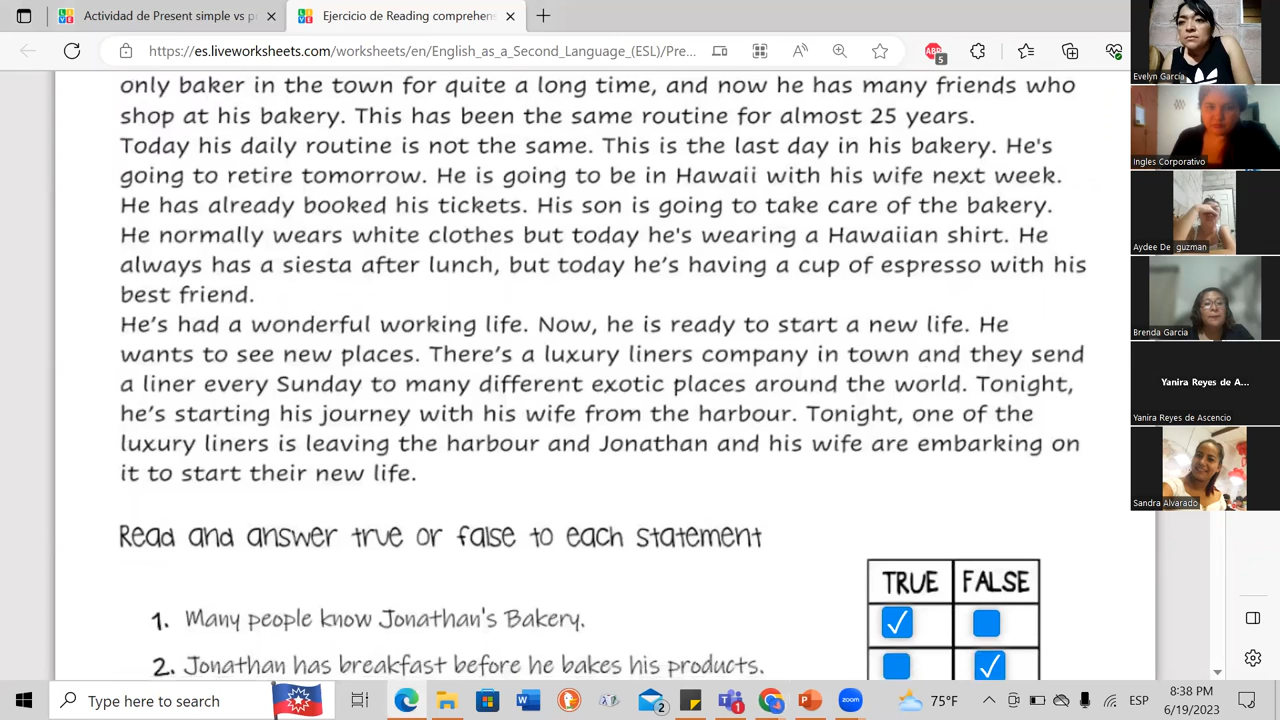 Actividad de Present simple vs pr
Ejercicio de Reading comprehens
https://es.liveworksheets.com/worksheets/en/English_as_a_Second_Language_(ESL)/Pre...
ABP
5
only baker in the town for quite a long time, and now he has many friends who
shop at his bakery. This has been the same routine for almost 25 years.
Today his daily routine is not the same. This is the last day in his bakery. He's
going to retire tomorrow. He is going to be in Hawaii with his wife next week.
He has already booked his tickets. His son is going to take care of the bakery.
He normally wears white clothes but today he's wearing a Hawaiian shirt. He
always has a siesta after lunch, but today he's having a cup of espresso with his
best friend.
He's had a wonderful working life. Now, he is ready to start a new life. He
wants to see new places. There's a luxury liners company in town and they send
a liner every Sunday to many different exotic places around the world. Tonight,
he's starting his journey with his wife from the harbour. Tonight, one of the
luxury liners is leaving the harbour and Jonathan and his wife are embarking on
it to start their new life.
Read and answer true or false to each statement
TRUE FALSE
1. Many people know Jonathan's Bakery.
2. Jonathan has breakfast before he bakes his products.
Evelyn García
Ingles Corporativo
Aydee De guzman
Brenda Garcia
Yanira Reyes de A...
Yanira Reyes de Ascencio
Sandra Alvarado
Type here to search
2
1
4
zoom
75°F
ESP
8:38 PM
6/19/2023